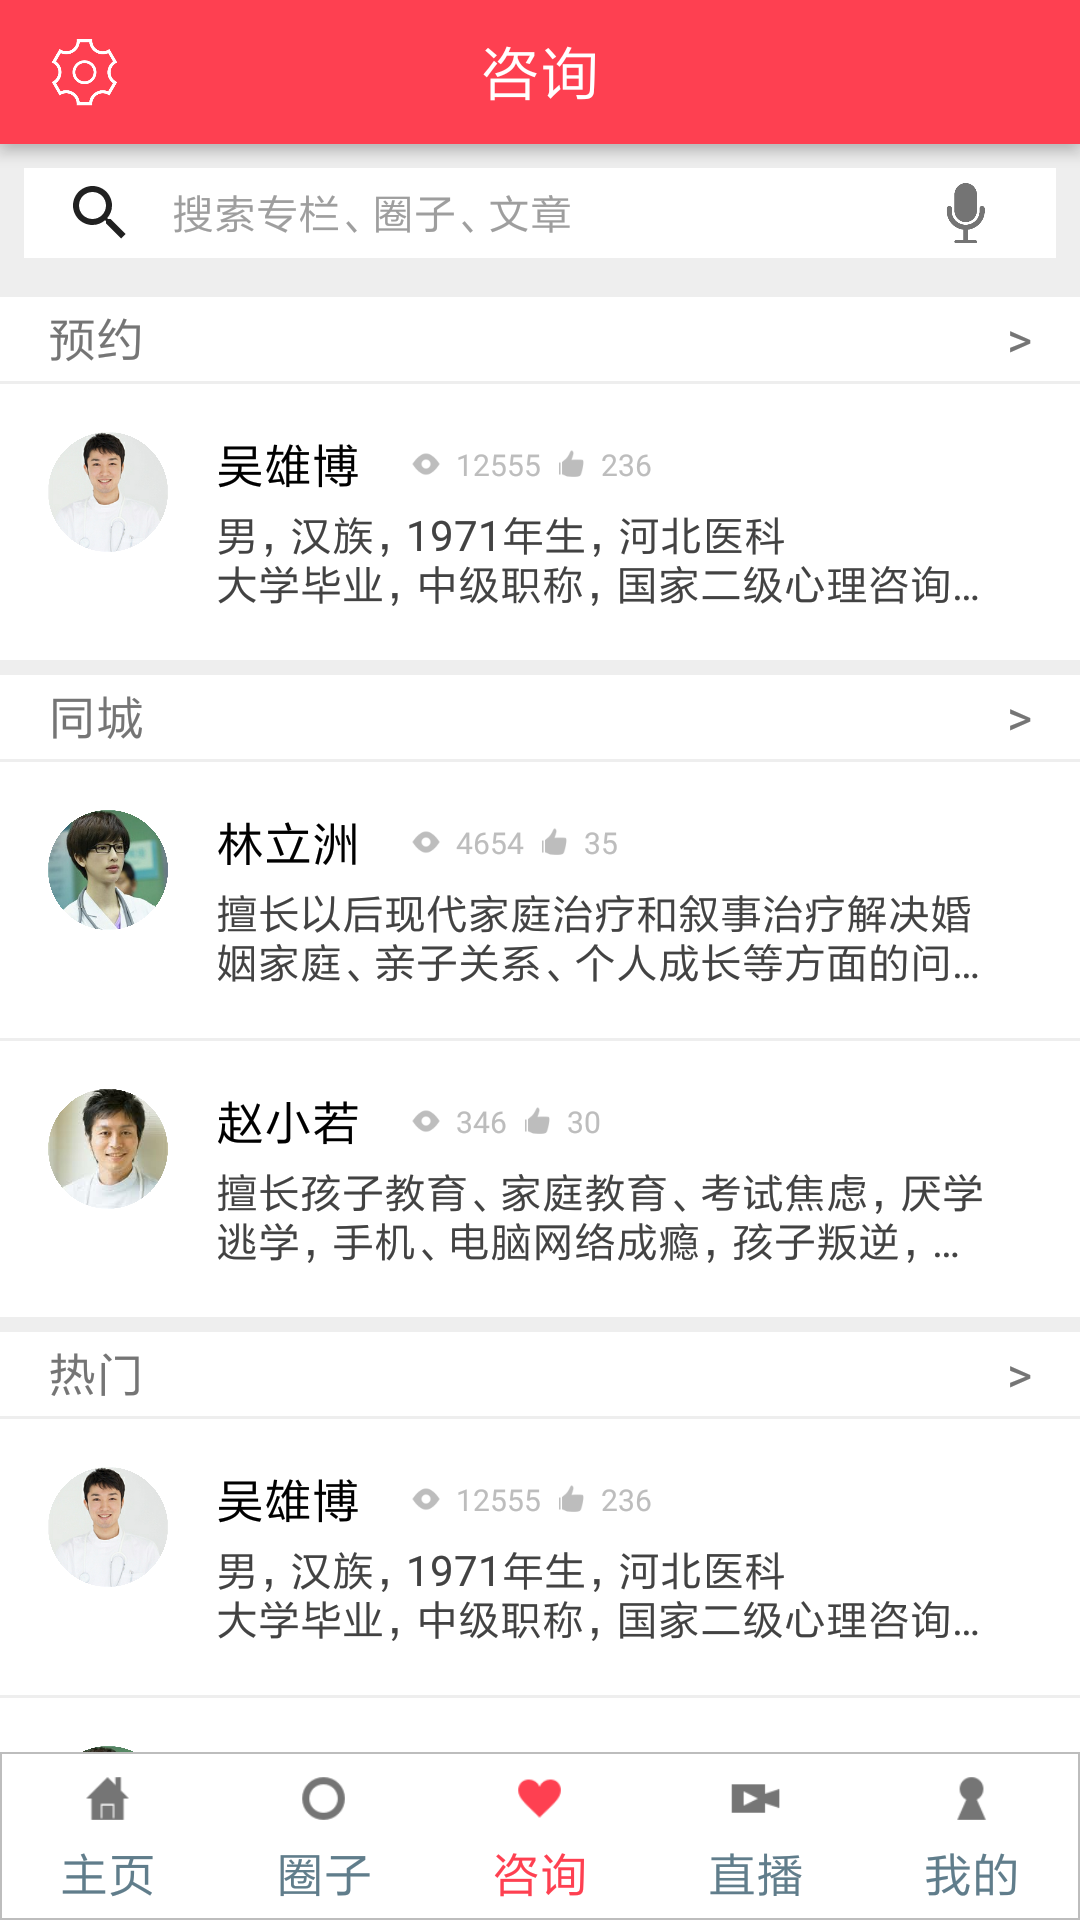 咨询
搜索专栏、圈子、文章
预约 >
吴雄博 12555 236
男，汉族，1971年生，河北医科
大学毕业，中级职称，国家二级心理咨询...
同城 >
林立洲 4654 35
擅长以后现代家庭治疗和叙事治疗解决婚
姻家庭、亲子关系、个人成长等方面的问...
赵小若 346 30
擅长孩子教育、家庭教育、考试焦虑，厌学
逃学，手机、电脑网络成瘾，孩子叛逆，...
热门 >
吴雄博 12555 236
男，汉族，1971年生，河北医科
大学毕业，中级职称，国家二级心理咨询...
主页 圈子 咨询 直播 我的